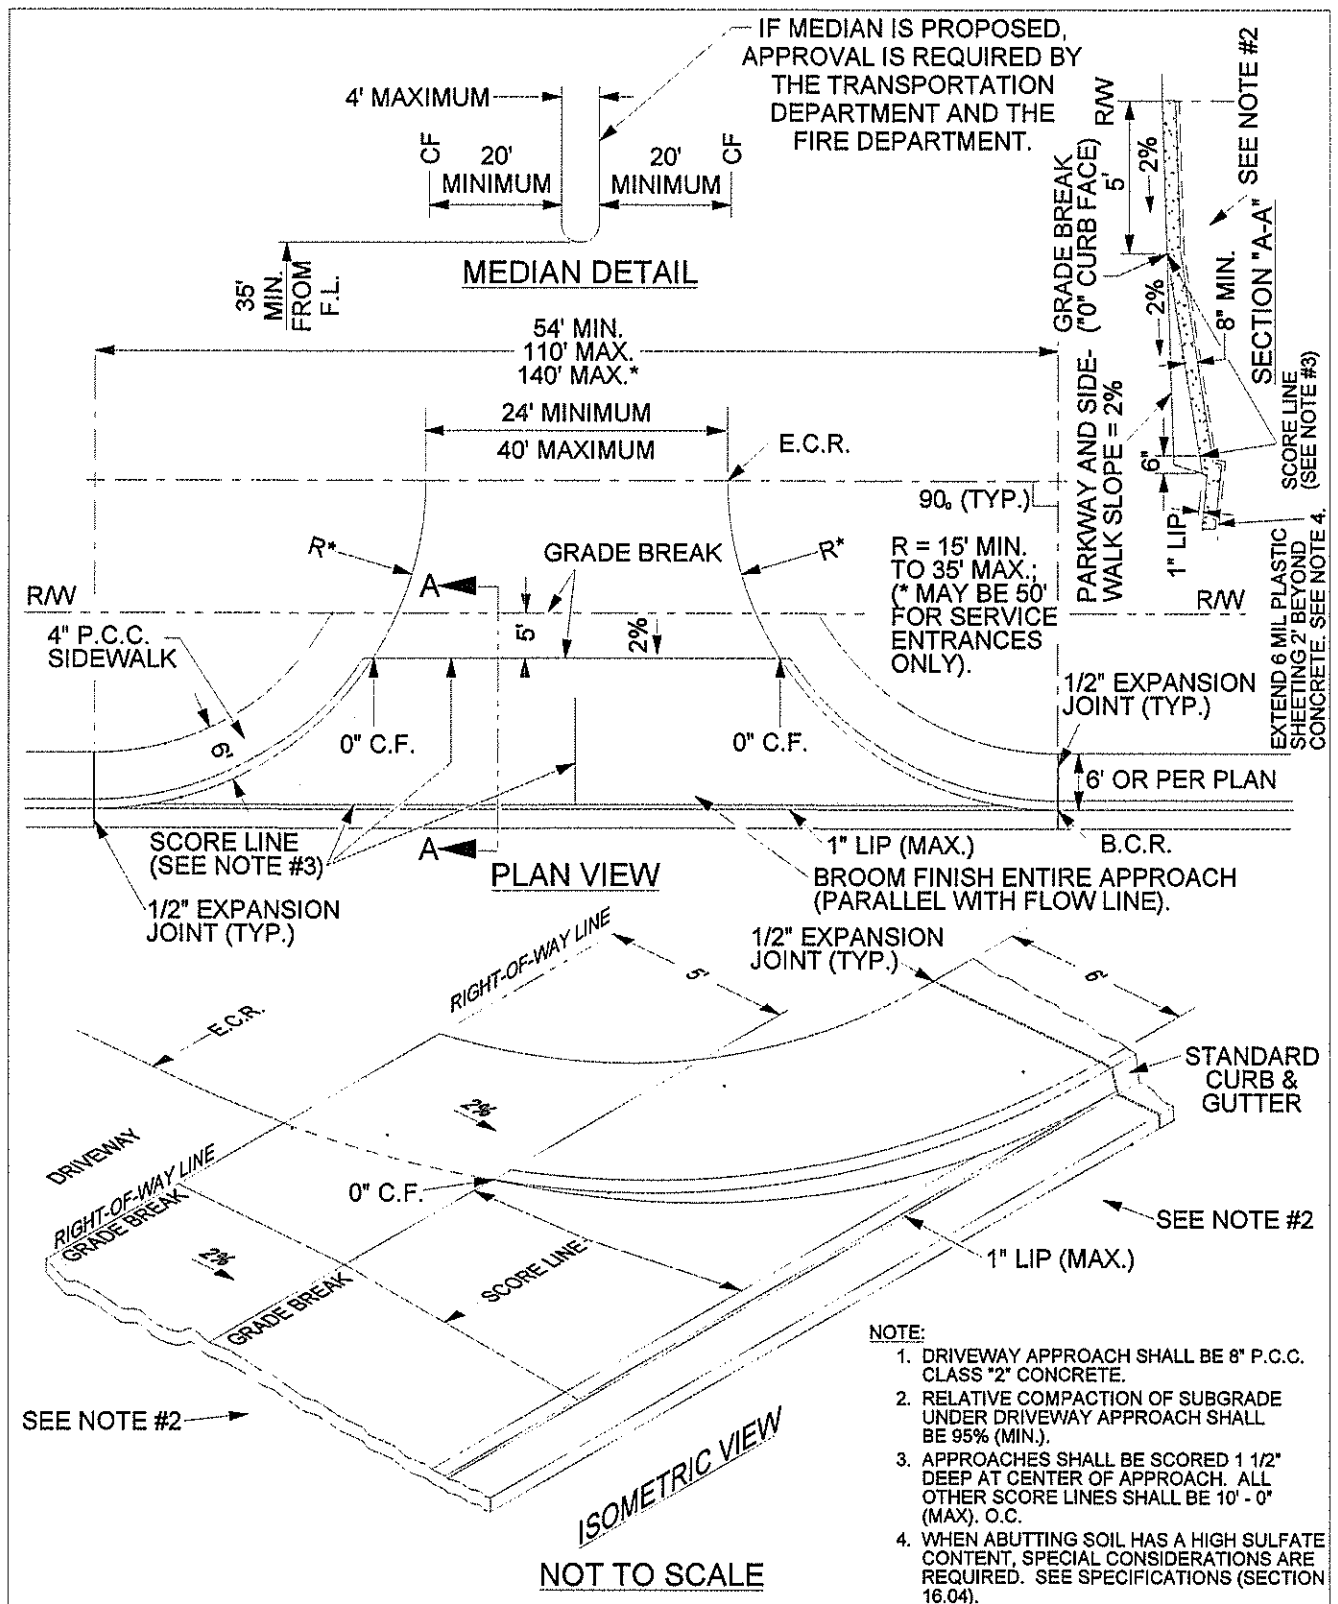 IF MEDIAN IS PROPOSED,
APPROVAL IS REQUIRED BY
THE TRANSPORTATION
DEPARTMENT AND THE
FIRE DEPARTMENT.
4' MAXIMUM
CF
20'
MINIMUM
20'
MINIMUM
CF
35'
MIN.
FROM
F.L.
MEDIAN DETAIL
R/W
5'
2%
SEE NOTE #2
GRADE BREAK
("0" CURB FACE)
2%
8" MIN.
SECTION "A-A"
PARKWAY AND SIDE-
WALK SLOPE = 2%
6"
1" LIP
SCORE LINE
(SEE NOTE #3)
EXTEND 6 MIL PLASTIC
SHEETING 2' BEYOND
CONCRETE. SEE NOTE 4.
54' MIN.
110' MAX.
140' MAX.*
24' MINIMUM
40' MAXIMUM
E.C.R.
90° (TYP.)
R*
GRADE BREAK
R*
R = 15' MIN.
TO 35' MAX.;
(* MAY BE 50'
FOR SERVICE
ENTRANCES
ONLY).
A
R/W
R/W
4" P.C.C.
SIDEWALK
5'
2%
1/2" EXPANSION
JOINT (TYP.)
6'
0" C.F.
0" C.F.
6' OR PER PLAN
SCORE LINE
(SEE NOTE #3)
A
1" LIP (MAX.)
B.C.R.
PLAN VIEW
BROOM FINISH ENTIRE APPROACH
(PARALLEL WITH FLOW LINE).
1/2" EXPANSION
JOINT (TYP.)
1/2" EXPANSION
JOINT (TYP.)
RIGHT-OF-WAY LINE
5'
6'
E.C.R.
STANDARD
CURB &
GUTTER
2%
DRIVEWAY
RIGHT-OF-WAY LINE
GRADE BREAK
0" C.F.
SEE NOTE #2
2%
SCORE LINE
1" LIP (MAX.)
GRADE BREAK
SEE NOTE #2
ISOMETRIC VIEW
NOT TO SCALE
NOTE:
1. DRIVEWAY APPROACH SHALL BE 8" P.C.C.
CLASS "2" CONCRETE.
2. RELATIVE COMPACTION OF SUBGRADE
UNDER DRIVEWAY APPROACH SHALL
BE 95% (MIN.).
3. APPROACHES SHALL BE SCORED 1 1/2"
DEEP AT CENTER OF APPROACH. ALL
OTHER SCORE LINES SHALL BE 10' - 0"
(MAX). O.C.
4. WHEN ABUTTING SOIL HAS A HIGH SULFATE
CONTENT, SPECIAL CONSIDERATIONS ARE
REQUIRED. SEE SPECIFICATIONS (SECTION
16.04).